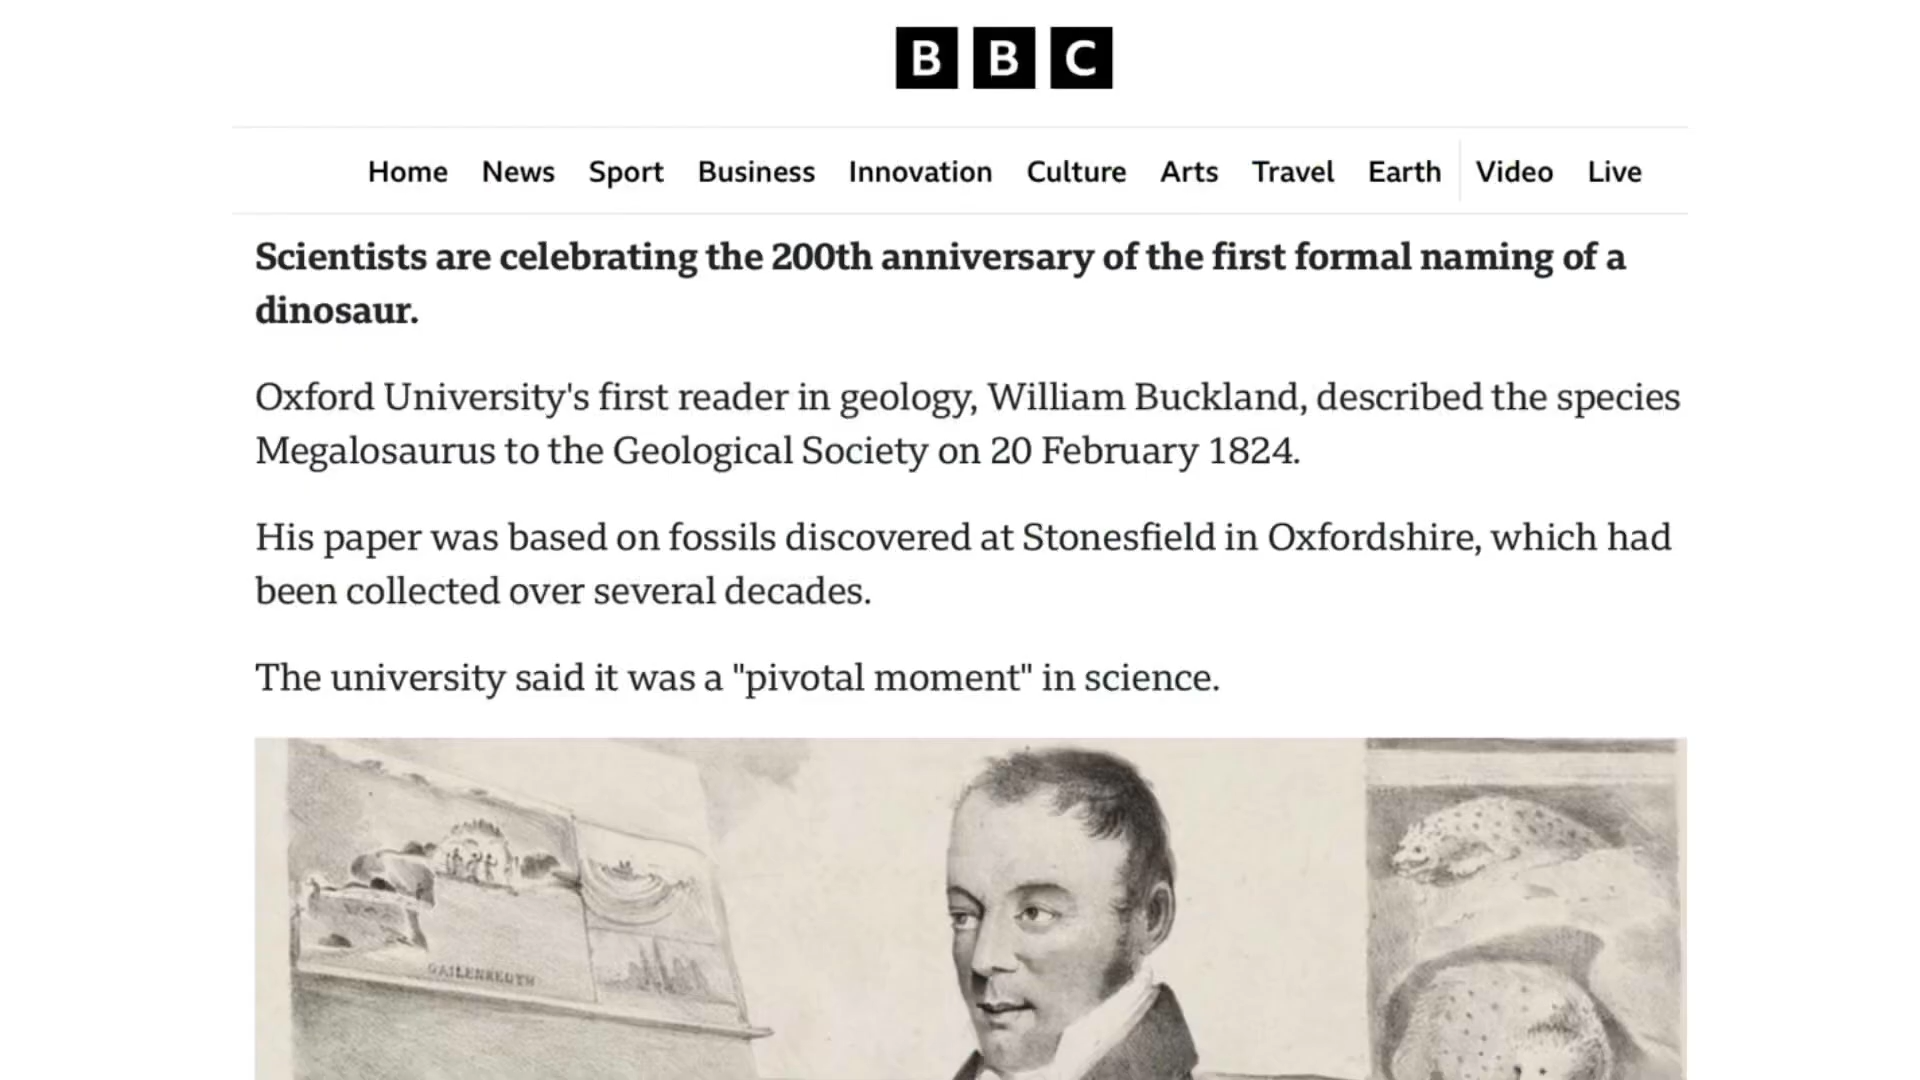 BBC
Home News Sport Business Innovation Culture Arts Travel Earth Video Live
Scientists are celebrating the 200th anniversary of the first formal naming of a
dinosaur.
Oxford University's first reader in geology, William Buckland, described the species
Megalosaurus to the Geological Society on 20 February 1824.
His paper was based on fossils discovered at Stonesfield in Oxfordshire, which had
been collected over several decades.
The university said it was a "pivotal moment" in science.
GAILENREUTH